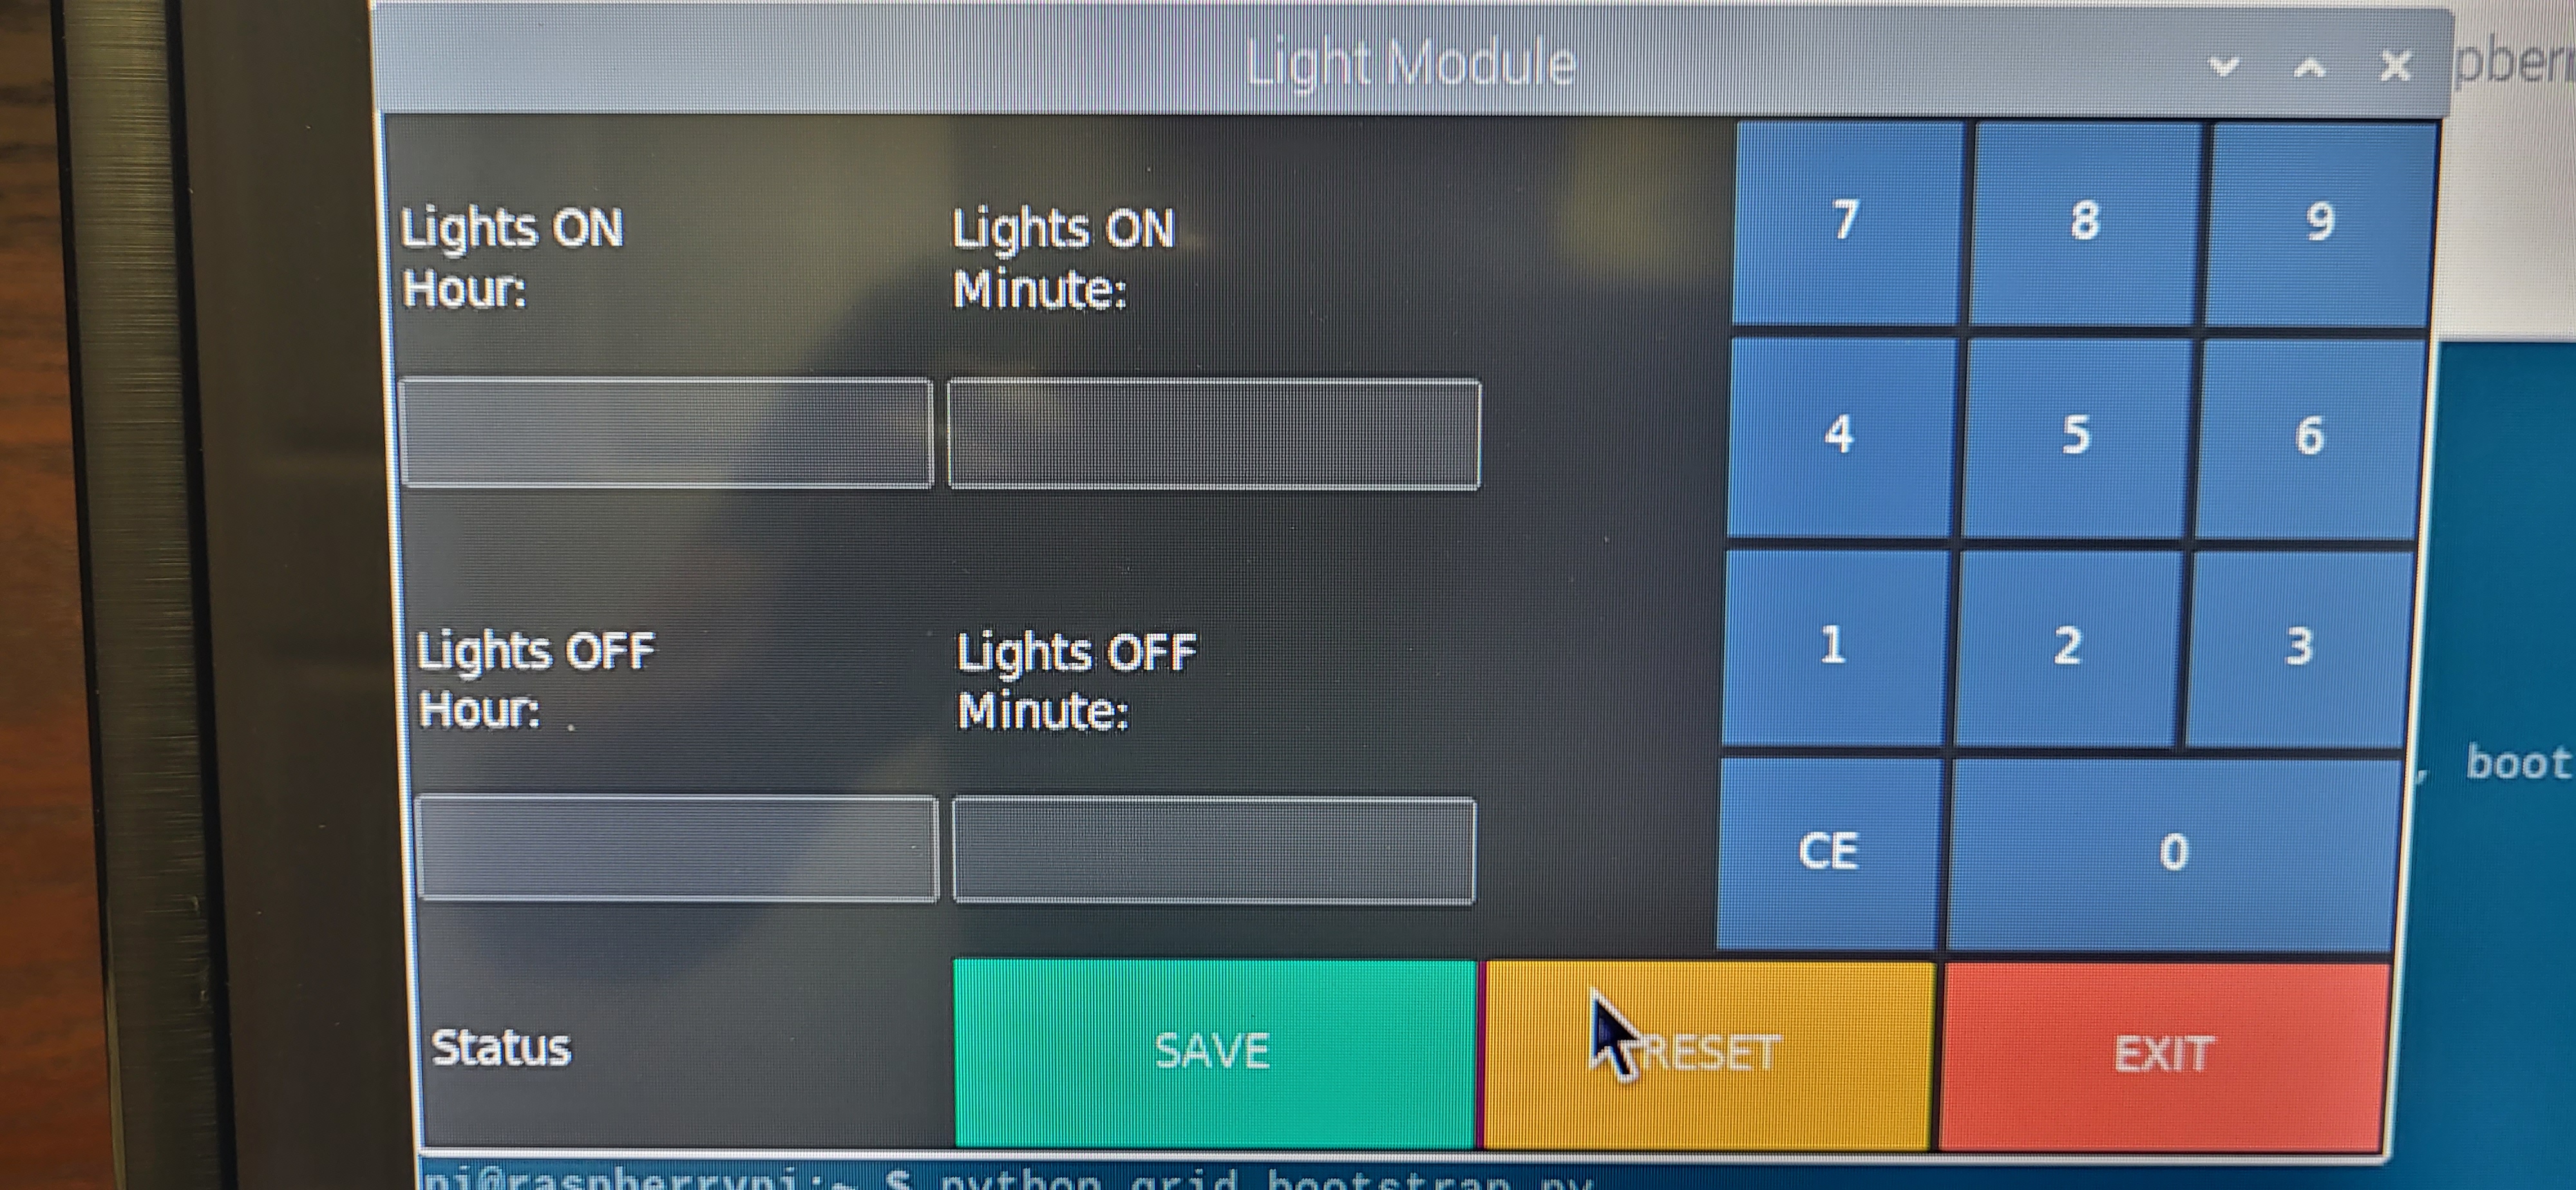 Light Module
Lights ON
Hour:
Lights ON
Minute:
7 8 9
4 5 6
1 2 3
CE 0
Lights OFF
Hour:
Lights OFF
Minute:
Status
SAVE
RESET
EXIT
, boot
pi@raspberrypi:~ $ python grid_bootstrap.py